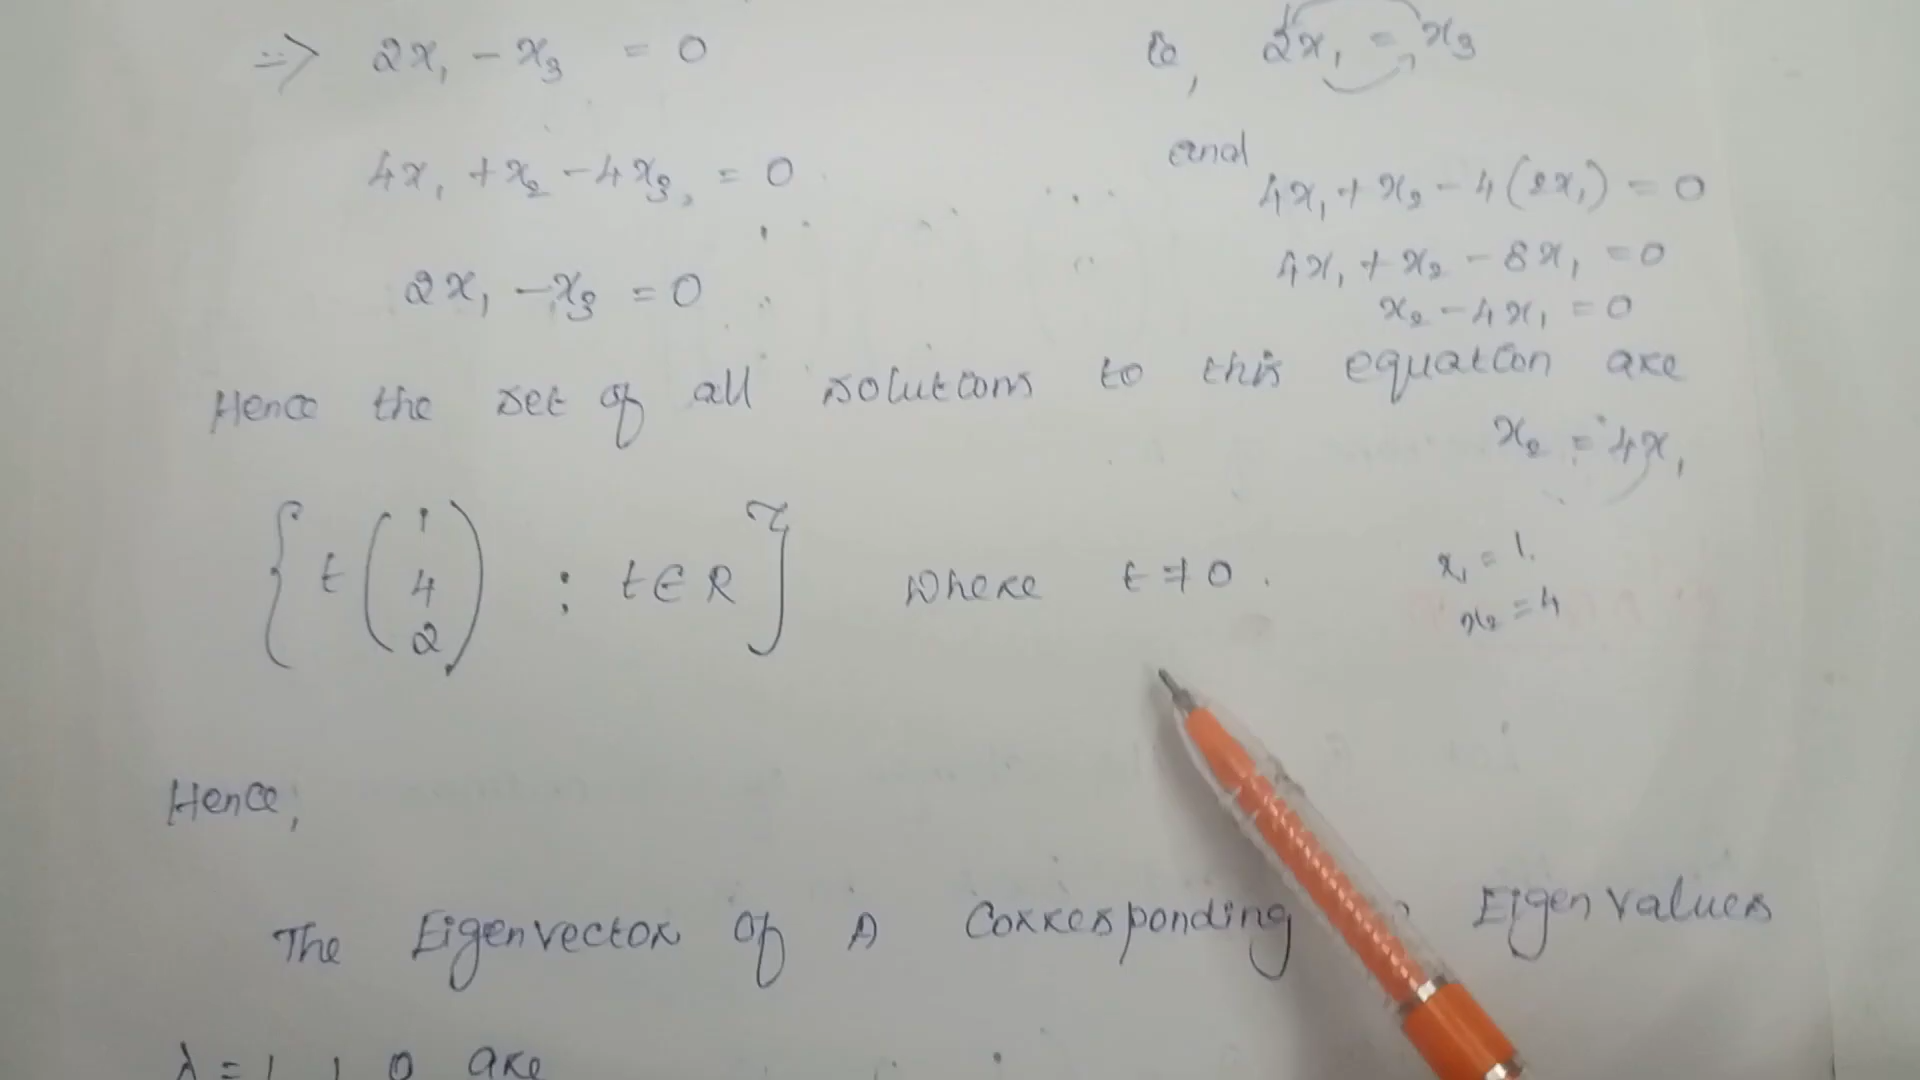 => 2x₁ - x₃ = 0
4x₁ + x₂ - 4x₃ = 0
2x₁ - x₃ = 0
2x₁ = x₃
and
4x₁ + x₂ - 4(2x₁) = 0
4x₁ + x₂ - 8x₁ = 0
x₂ - 4x₁ = 0
Hence the set of all solutions to this equation are
x₂ = 4x₁
{ t ( 1 4 2 ) : t ∈ R } where t ≠ 0.
x₁ = 1.
x₂ = 4
Hence,
The Eigenvector of A Corresponding Eigen values
λ = 1, 1, 0 are